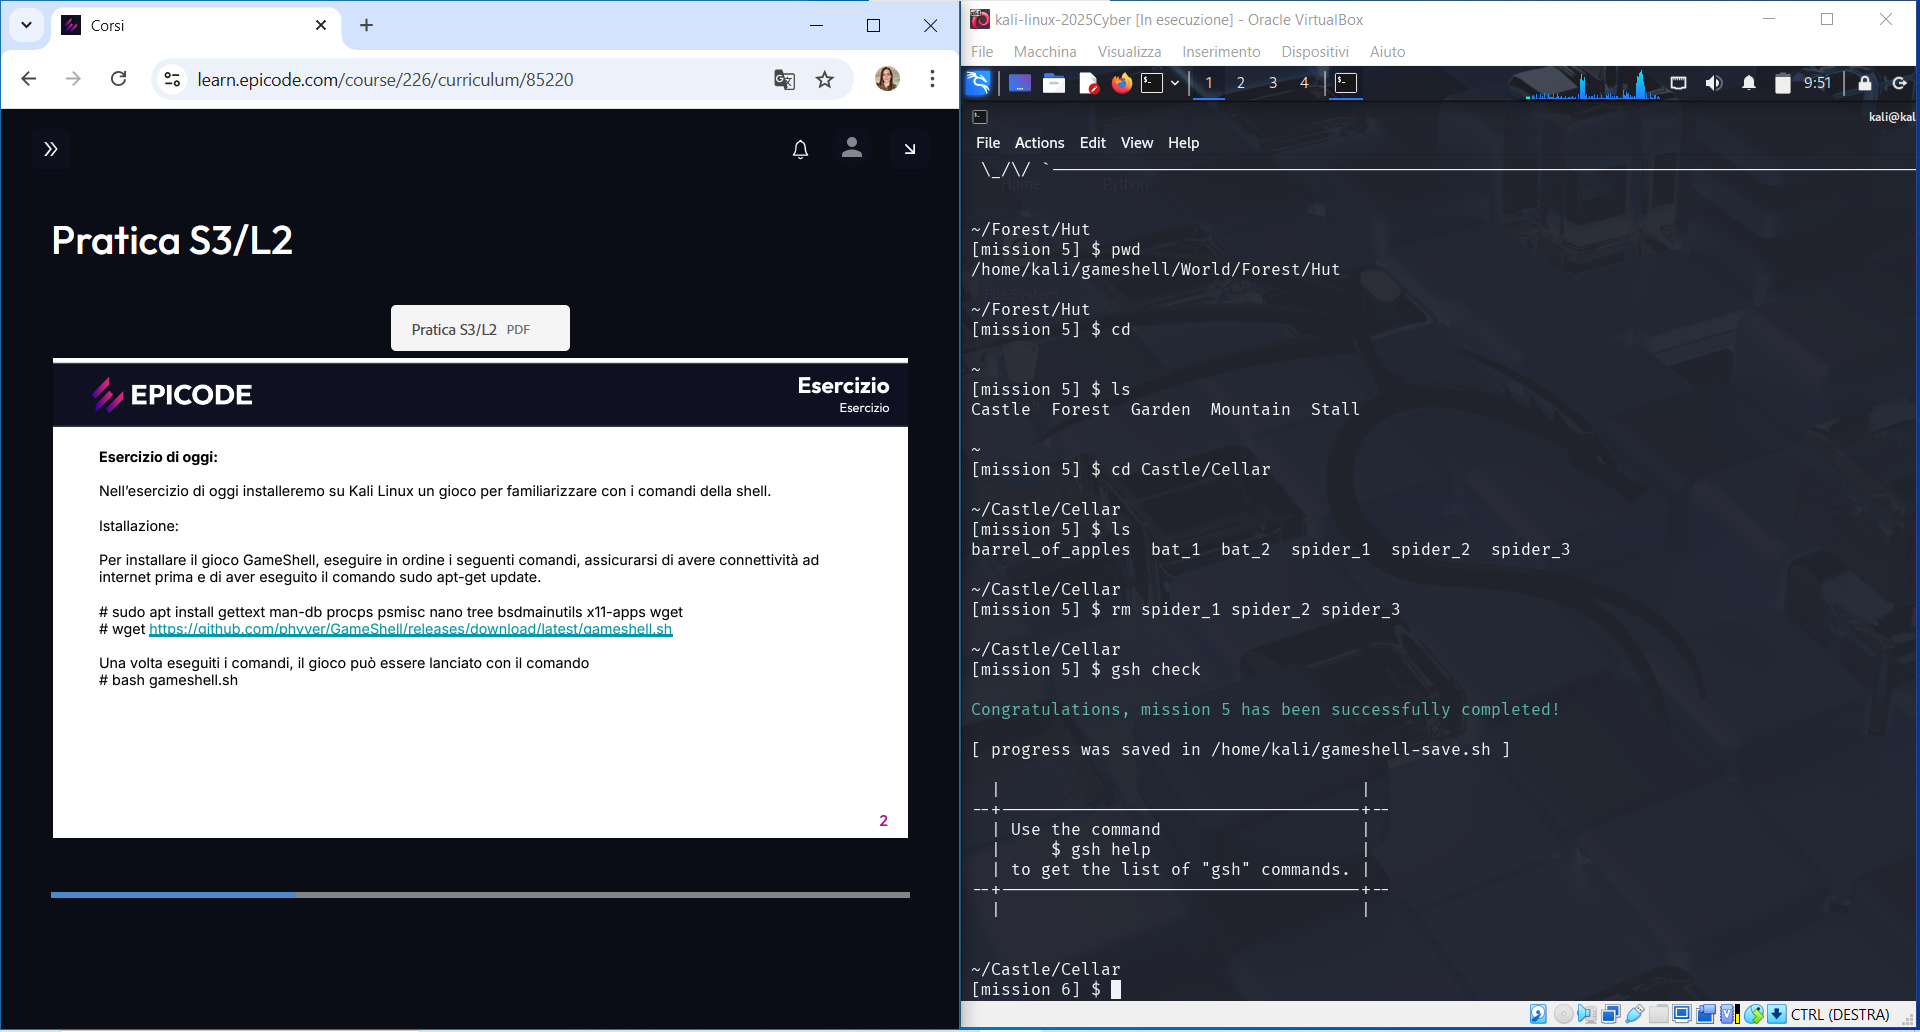 Corsi
learn.epicode.com/course/226/curriculum/85220
Pratica S3/L2
Pratica S3/L2 PDF
EPICODE
Esercizio
Esercizio
Esercizio di oggi:
Nell'esercizio di oggi installeremo su Kali Linux un gioco per familiarizzare con i comandi della shell.
Istallazione:
Per installare il gioco GameShell, eseguire in ordine i seguenti comandi, assicurarsi di avere connettività ad
internet prima e di aver eseguito il comando sudo apt-get update.
# sudo apt install gettext man-db procps psmisc nano tree bsdmainutils x11-apps wget
# wget https://github.com/phyver/GameShell/releases/download/latest/gameshell.sh
Una volta eseguiti i comandi, il gioco può essere lanciato con il comando
# bash gameshell.sh
2
kali-linux-2025Cyber [In esecuzione] - Oracle VirtualBox
File Macchina Visualizza Inserimento Dispositivi Aiuto
1 2 3 4 9:51
kali@kal
File Actions Edit View Help
Home Python
\_/\/ `
~/Forest/Hut
[mission 5] $ pwd
/home/kali/gameshell/World/Forest/Hut
File System
~/Forest/Hut
[mission 5] $ cd
~
[mission 5] $ ls
Castle Forest Garden Mountain Stall
~
[mission 5] $ cd Castle/Cellar
~/Castle/Cellar
[mission 5] $ ls
barrel_of_apples bat_1 bat_2 spider_1 spider_2 spider_3
~/Castle/Cellar
[mission 5] $ rm spider_1 spider_2 spider_3
~/Castle/Cellar
[mission 5] $ gsh check
Congratulations, mission 5 has been successfully completed!
[ progress was saved in /home/kali/gameshell-save.sh ]
| Use the command |
| $ gsh help |
| to get the list of "gsh" commands. |
~/Castle/Cellar
[mission 6] $
CTRL (DESTRA)